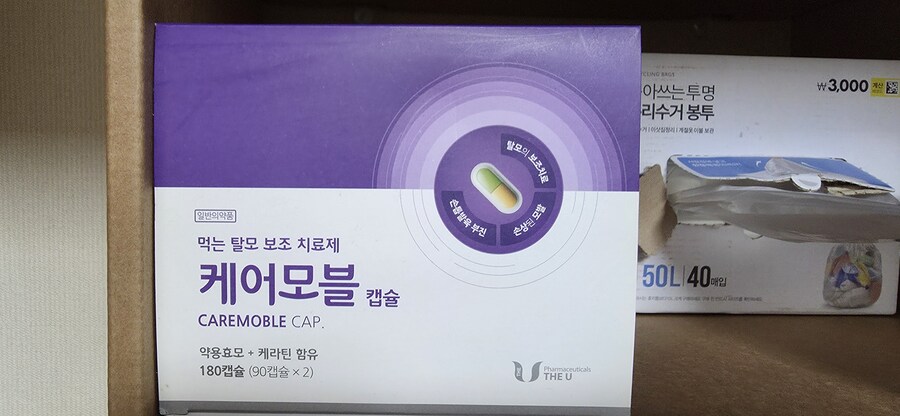 탈모의 보조치료
손상된 모발
손톱발육 부진
일반의약품
먹는 탈모 보조 치료제
케어모블 캡슐
CAREMOBLE CAP.
약용효모 + 케라틴 함유
180캡슐 (90캡슐 × 2)
Pharmaceuticals
THE U
아쓰는 투명
리수거 봉투
₩3,000
50L 40매입